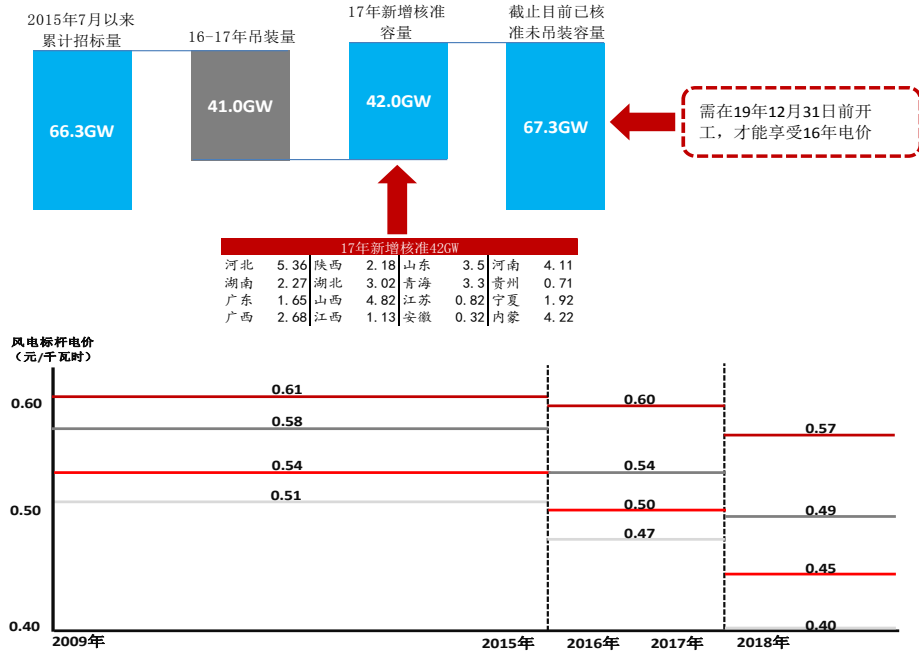 2015年7月以来
累计招标量
16-17年吊装量
17年新增核准
容量
截止目前已核
准未吊装容量
66.3GW
41.0GW
42.0GW
67.3GW
需在19年12月31日前开
工，才能享受16年电价
17年新增核准42GW
河北 5.36 陕西 2.18 山东 3.5 河南 4.11
湖南 2.27 湖北 3.02 青海 3.3 贵州 0.71
广东 1.65 山西 4.82 江苏 0.82 宁夏 1.92
广西 2.68 江西 1.13 安徽 0.32 内蒙 4.22
风电标杆电价
（元/千瓦时）
0.60
0.50
0.40
0.61
0.58
0.54
0.51
0.60
0.54
0.50
0.47
0.57
0.49
0.45
0.40
2009年 2015年 2016年 2017年 2018年